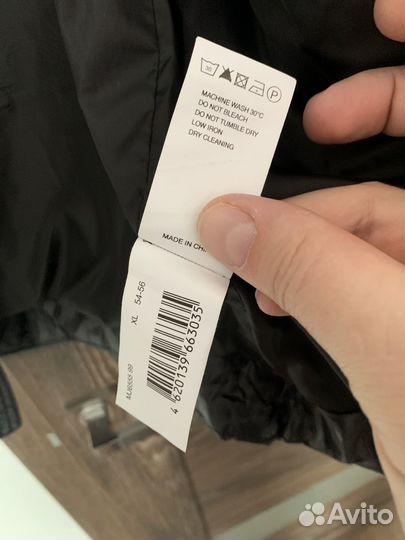 30
P
MACHINE WASH 30°C
DO NOT BLEACH
DO NOT TUMBLE DRY
LOW IRON
DRY CLEANING
MADE IN CHI
XL 54-56
4 620139 663035
Avito